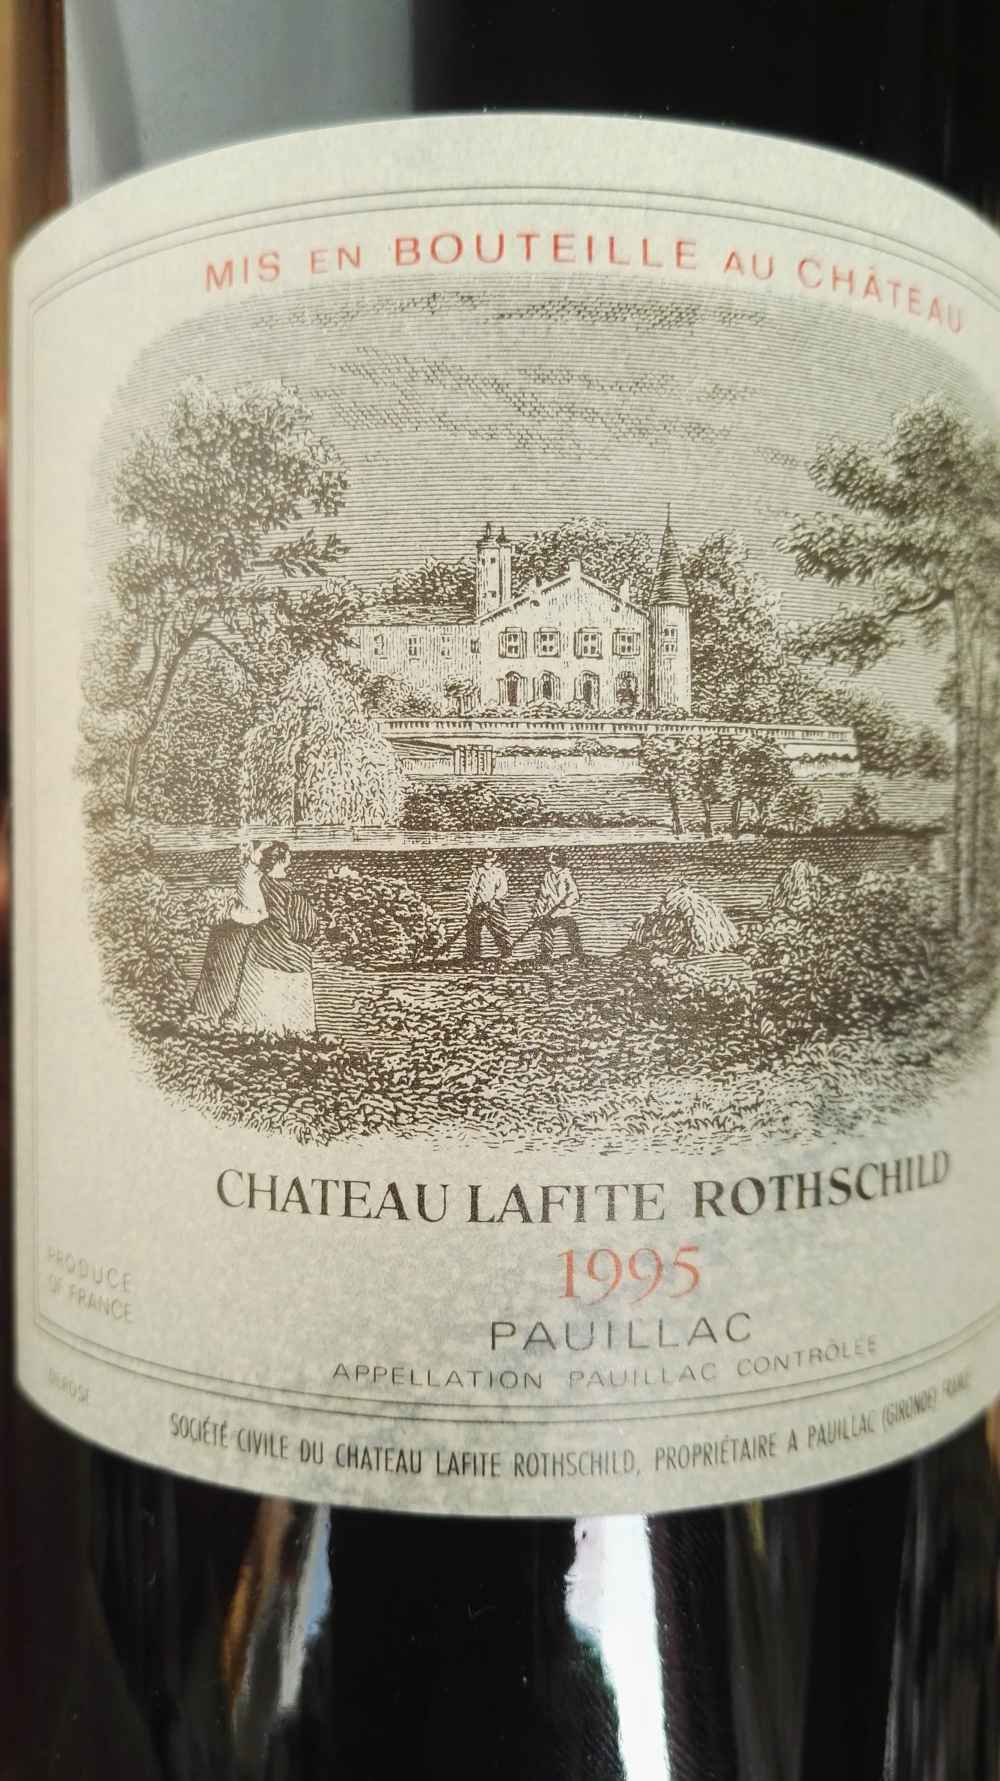 MIS EN BOUTEILLE AU CHÂTEAU
CHATEAU LAFITE ROTHSCHILD
1995
PRODUCE
OF FRANCE
PAUILLAC
APPELLATION PAUILLAC CONTRÔLÉE
DÉPOSÉ
SOCIÉTÉ CIVILE DU CHATEAU LAFITE ROTHSCHILD, PROPRIÉTAIRE A PAUILLAC (GIRONDE) FRANCE